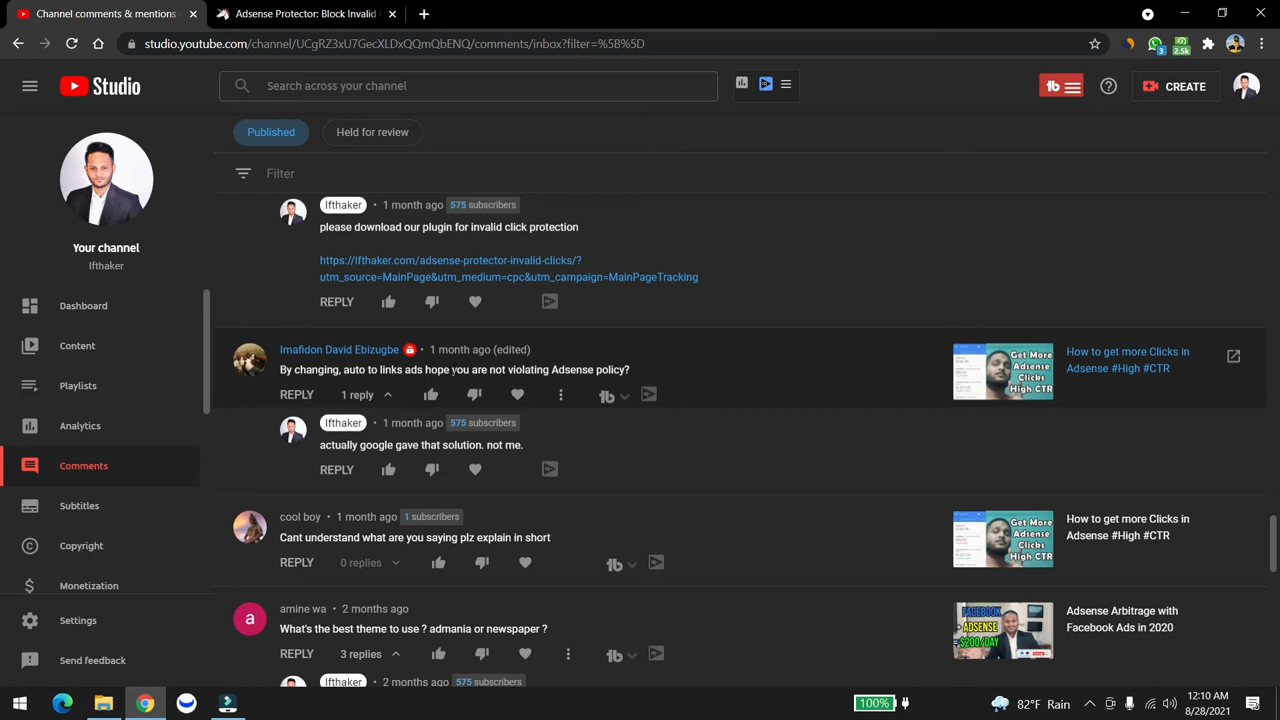 Channel comments & mentions
Adsense Protector: Block Invalid
studio.youtube.com/channel/UCgRZ3xU7GecXLDxQQmQbENQ/comments/inbox?filter=%5B%5D
3
2.5k
Studio
Search across your channel
CREATE
Published
Held for review
Filter
Your channel
Ifthaker
Dashboard
Content
Playlists
Analytics
Comments
Subtitles
Copyright
Monetization
Settings
Send feedback
Ifthaker • 1 month ago 575 subscribers
please download our plugin for invalid click protection
https://ifthaker.com/adsense-protector-invalid-clicks/?
utm_source=MainPage&utm_medium=cpc&utm_campaign=MainPageTracking
REPLY
Imafidon David Ebizugbe • 1 month ago (edited)
By changing, auto to links ads unit, you are not violating Adsense policy?
REPLY 1 reply
Get More
Adsense
Clicks
High CTR
How to get more Clicks in
Adsense #High #CTR
Ifthaker • 1 month ago 575 subscribers
actually google gave that solution. not me.
REPLY
cool boy • 1 month ago 1 subscribers
Cant understand what are you saying plz explain in short
REPLY 0 replies
Get More
Adsense
Clicks
High CTR
How to get more Clicks in
Adsense #High #CTR
amine wa • 2 months ago
What is the best theme to use ? astra mia or newspaper ?
REPLY 3 replies
FACEBOOK
ADSENSE
= $200/DAY
Adsense Arbitrage with
Facebook Ads in 2020
Ifthaker • 2 months ago 575 subscribers
100%
82°F Rain
12:10 AM
8/28/2021